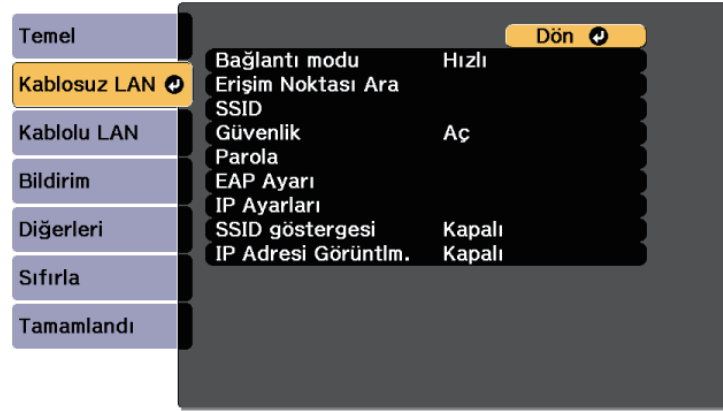 Temel
Kablosuz LAN
Kablolu LAN
Bildirim
Diğerleri
Sıfırla
Tamamlandı
Dön
Bağlantı modu Hızlı
Erişim Noktası Ara
SSID
Güvenlik Aç
Parola
EAP Ayarı
IP Ayarları
SSID göstergesi Kapalı
IP Adresi Görüntlm. Kapalı